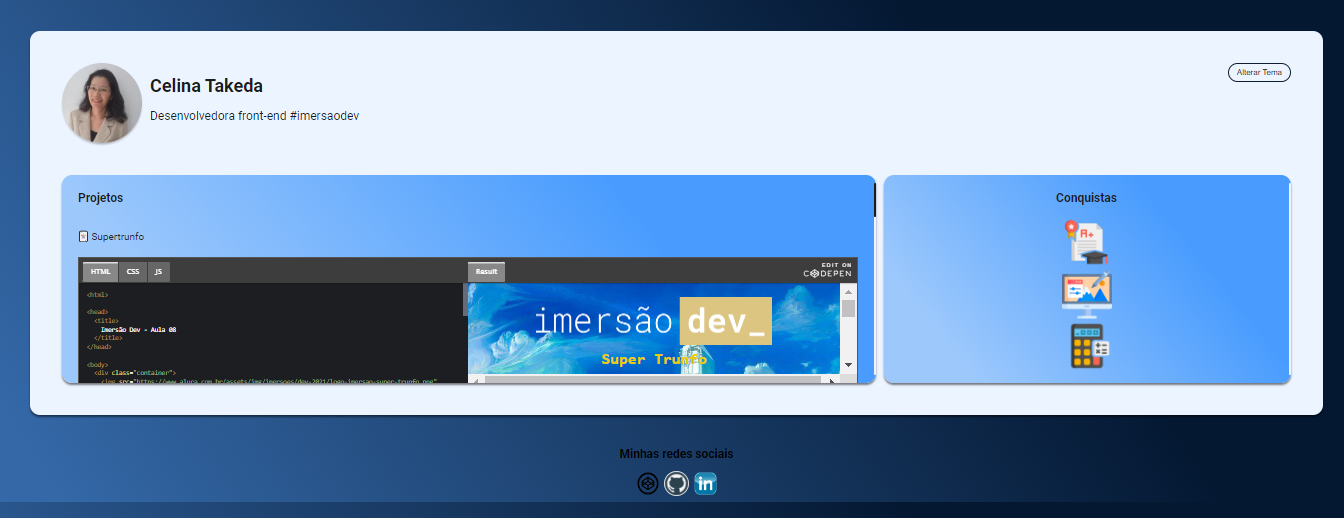 Celina Takeda
Alterar Tema
Desenvolvedora front-end #imersaodev
Projetos
Conquistas
Supertrunfo
A+
HTML CSS JS
Result
EDIT ON
CODEPEN
<html>
<head>
<title>
Imersão Dev - Aula 08
</title>
</head>
<body>
<div class="container">
<img src="https://www.alura.com.br/assets/img/imersoes/dev-2021/logo-imersao-super-trunfo.png"
imersão dev_
Super Trunfo
Minhas redes sociais
in